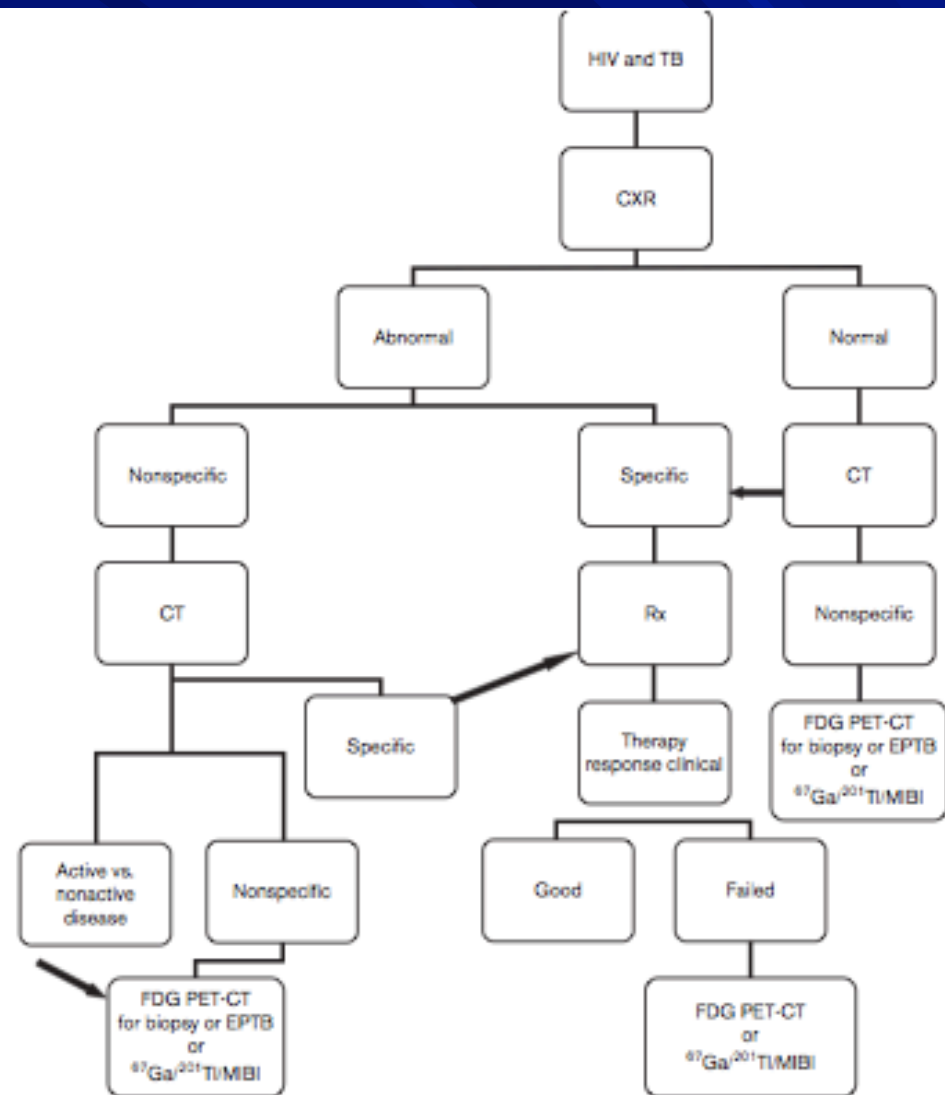 HIV and TB
CXR
Abnormal
Normal
Nonspecific
Specific
CT
CT
Rx
Nonspecific
Specific
Therapy
response clinical
FDG PET-CT
for biopsy or EPTB
or
⁶⁷Ga/²⁰¹Tl/MIBI
Active vs.
nonactive
disease
Nonspecific
Good
Failed
FDG PET-CT
for biopsy or EPTB
or
⁶⁷Ga/²⁰¹Tl/MIBI
FDG PET-CT
or
⁶⁷Ga/²⁰¹Tl/MIBI